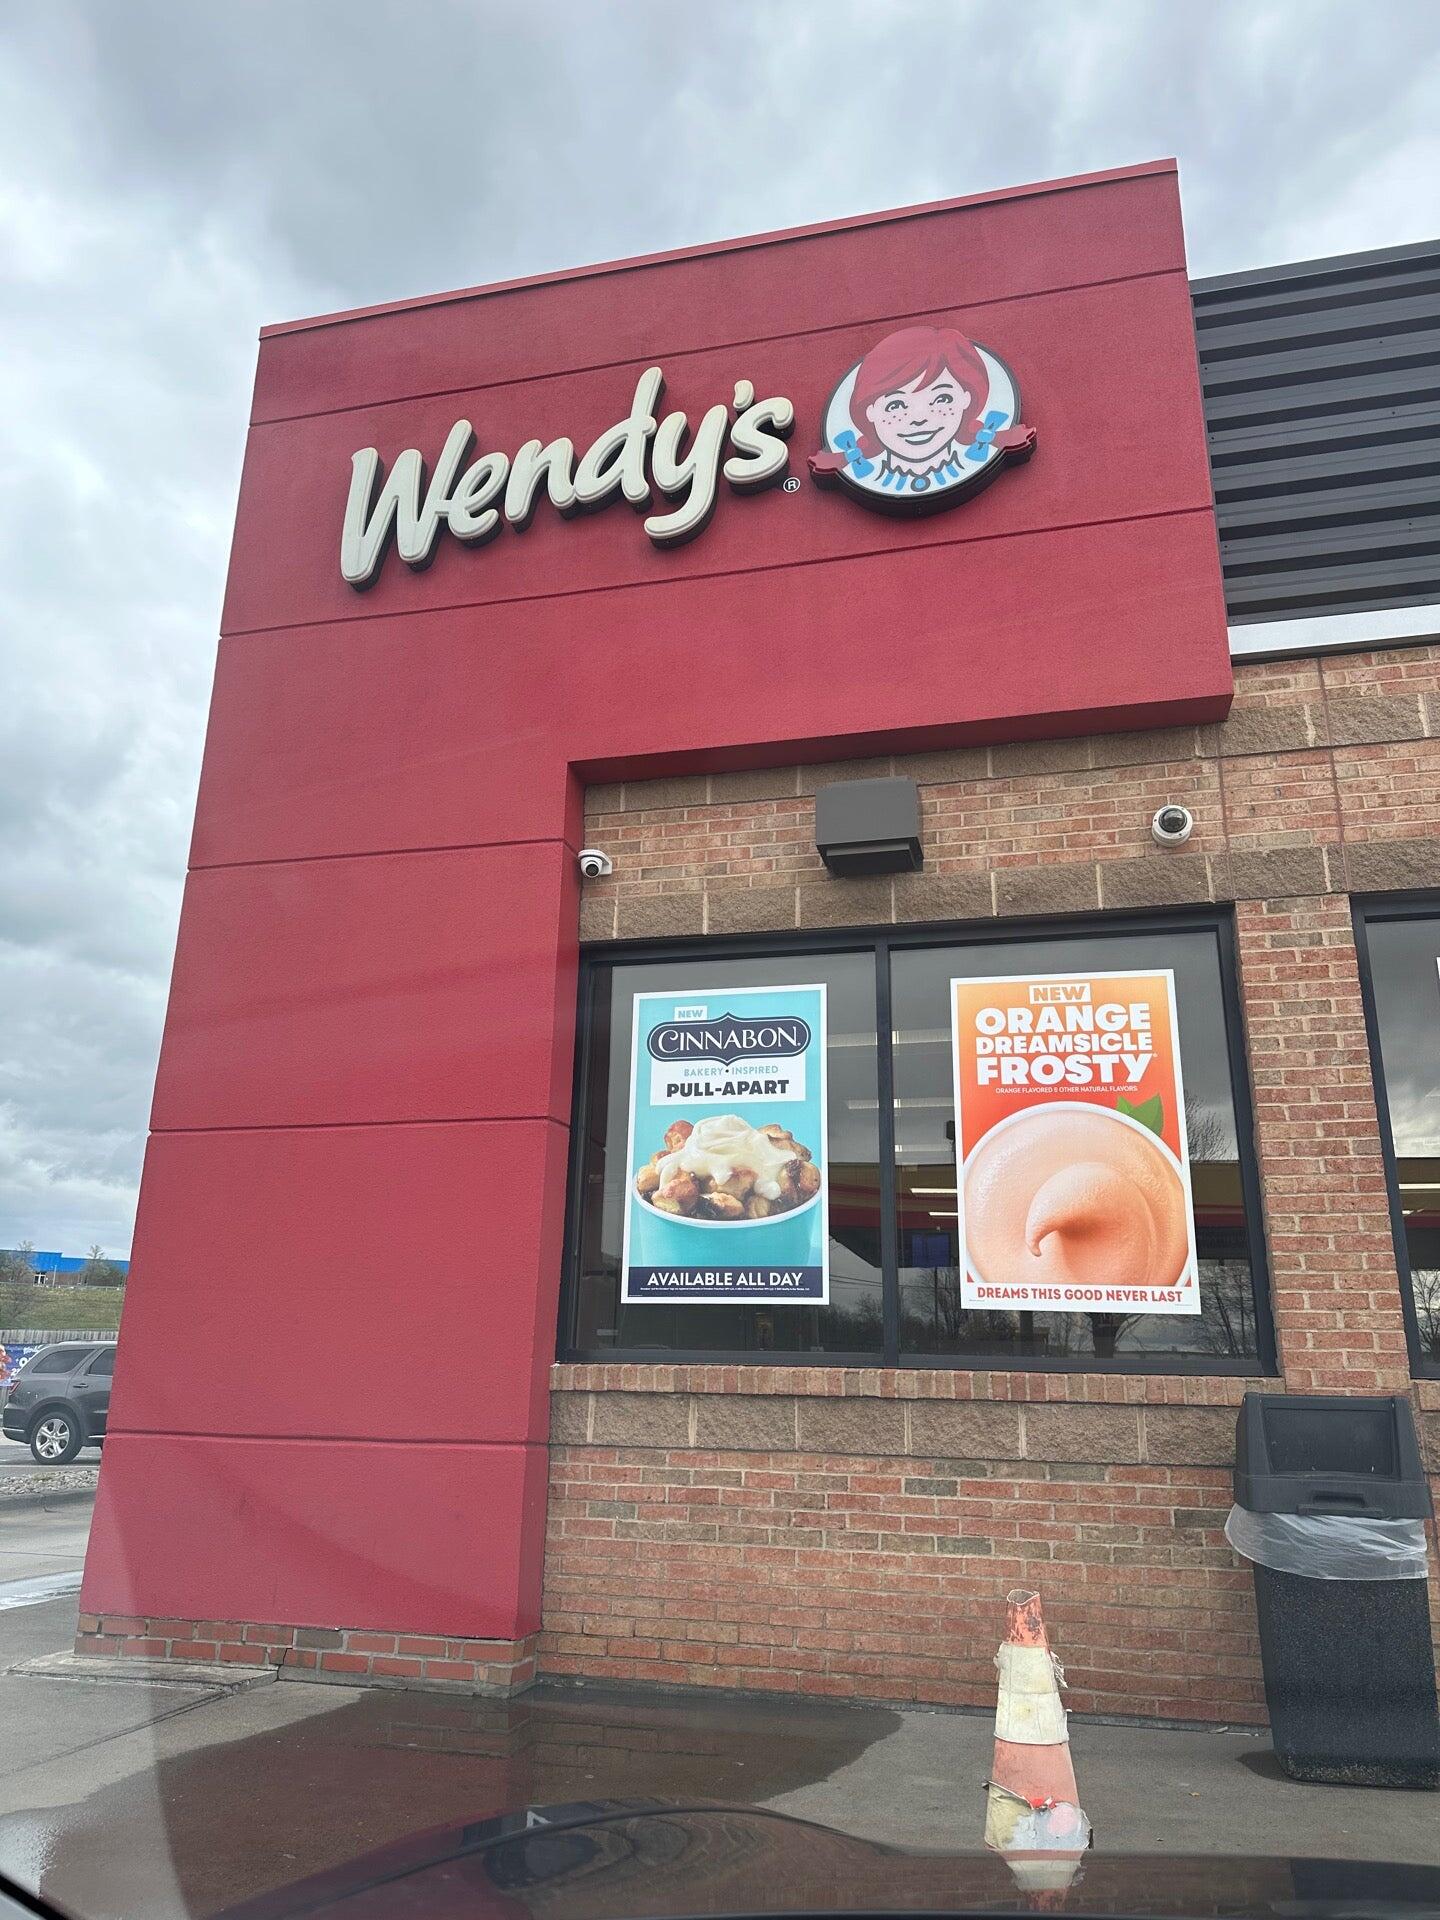 Wendy's®
NEW
CINNABON
BAKERY•INSPIRED
PULL-APART
AVAILABLE ALL DAY
NEW
ORANGE
DREAMSICLE
FROSTY
ORANGE FLAVORED & OTHER NATURAL FLAVORS
DREAMS THIS GOOD NEVER LAST